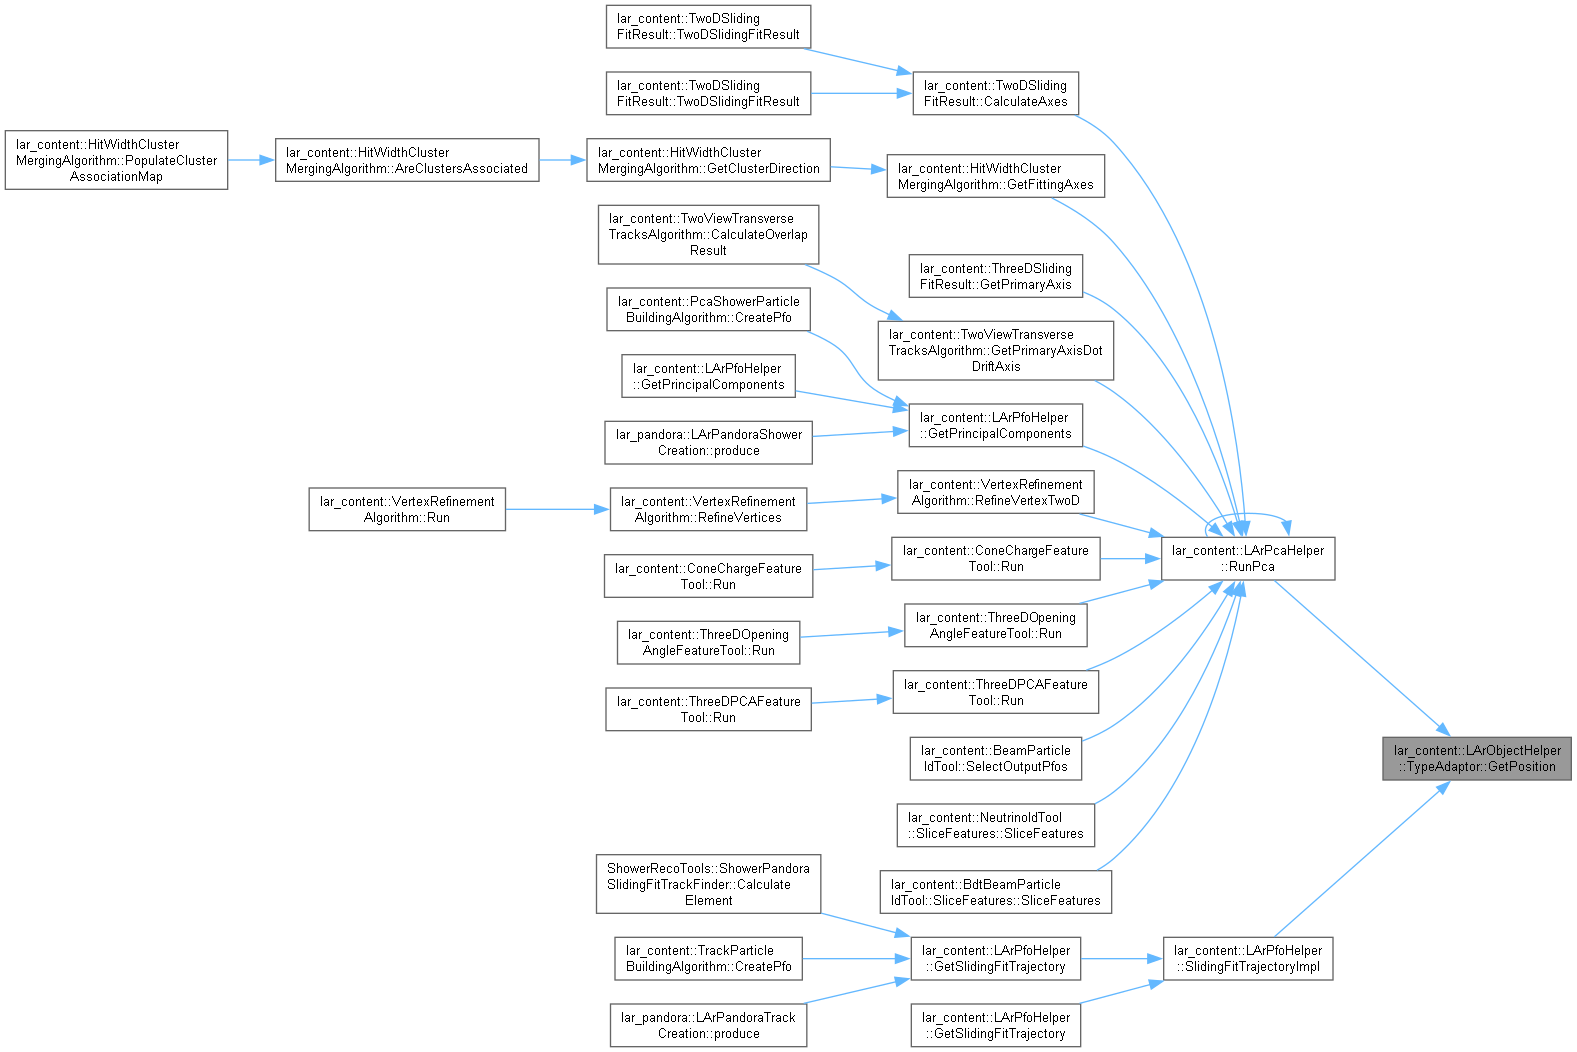 lar_content::TwoDSliding
FitResult::TwoDSlidingFitResult
lar_content::TwoDSliding
FitResult::TwoDSlidingFitResult
lar_content::TwoDSliding
FitResult::CalculateAxes
lar_content::HitWidthCluster
MergingAlgorithm::PopulateCluster
AssociationMap
lar_content::HitWidthCluster
MergingAlgorithm::AreClustersAssociated
lar_content::HitWidthCluster
MergingAlgorithm::GetClusterDirection
lar_content::HitWidthCluster
MergingAlgorithm::GetFittingAxes
lar_content::TwoViewTransverse
TracksAlgorithm::CalculateOverlap
Result
lar_content::ThreeDSliding
FitResult::GetPrimaryAxis
lar_content::PcaShowerParticle
BuildingAlgorithm::CreatePfo
lar_content::TwoViewTransverse
TracksAlgorithm::GetPrimaryAxisDot
DriftAxis
lar_content::LArPfoHelper
::GetPrincipalComponents
lar_content::LArPfoHelper
::GetPrincipalComponents
lar_pandora::LArPandoraShower
Creation::produce
lar_content::VertexRefinement
Algorithm::Run
lar_content::VertexRefinement
Algorithm::RefineVertices
lar_content::VertexRefinement
Algorithm::RefineVertexTwoD
lar_content::ConeChargeFeature
Tool::Run
lar_content::ConeChargeFeature
Tool::Run
lar_content::LArPcaHelper
::RunPca
lar_content::ThreeDOpening
AngleFeatureTool::Run
lar_content::ThreeDOpening
AngleFeatureTool::Run
lar_content::ThreeDPCAFeature
Tool::Run
lar_content::ThreeDPCAFeature
Tool::Run
lar_content::BeamParticle
IdTool::SelectOutputPfos
lar_content::LArObjectHelper
::TypeAdaptor::GetPosition
lar_content::NeutrinoIdTool
::SliceFeatures::SliceFeatures
lar_content::BdtBeamParticle
IdTool::SliceFeatures::SliceFeatures
ShowerRecoTools::ShowerPandora
SlidingFitTrackFinder::Calculate
Element
lar_content::TrackParticle
BuildingAlgorithm::CreatePfo
lar_content::LArPfoHelper
::GetSlidingFitTrajectory
lar_content::LArPfoHelper
::SlidingFitTrajectoryImpl
lar_pandora::LArPandoraTrack
Creation::produce
lar_content::LArPfoHelper
::GetSlidingFitTrajectory